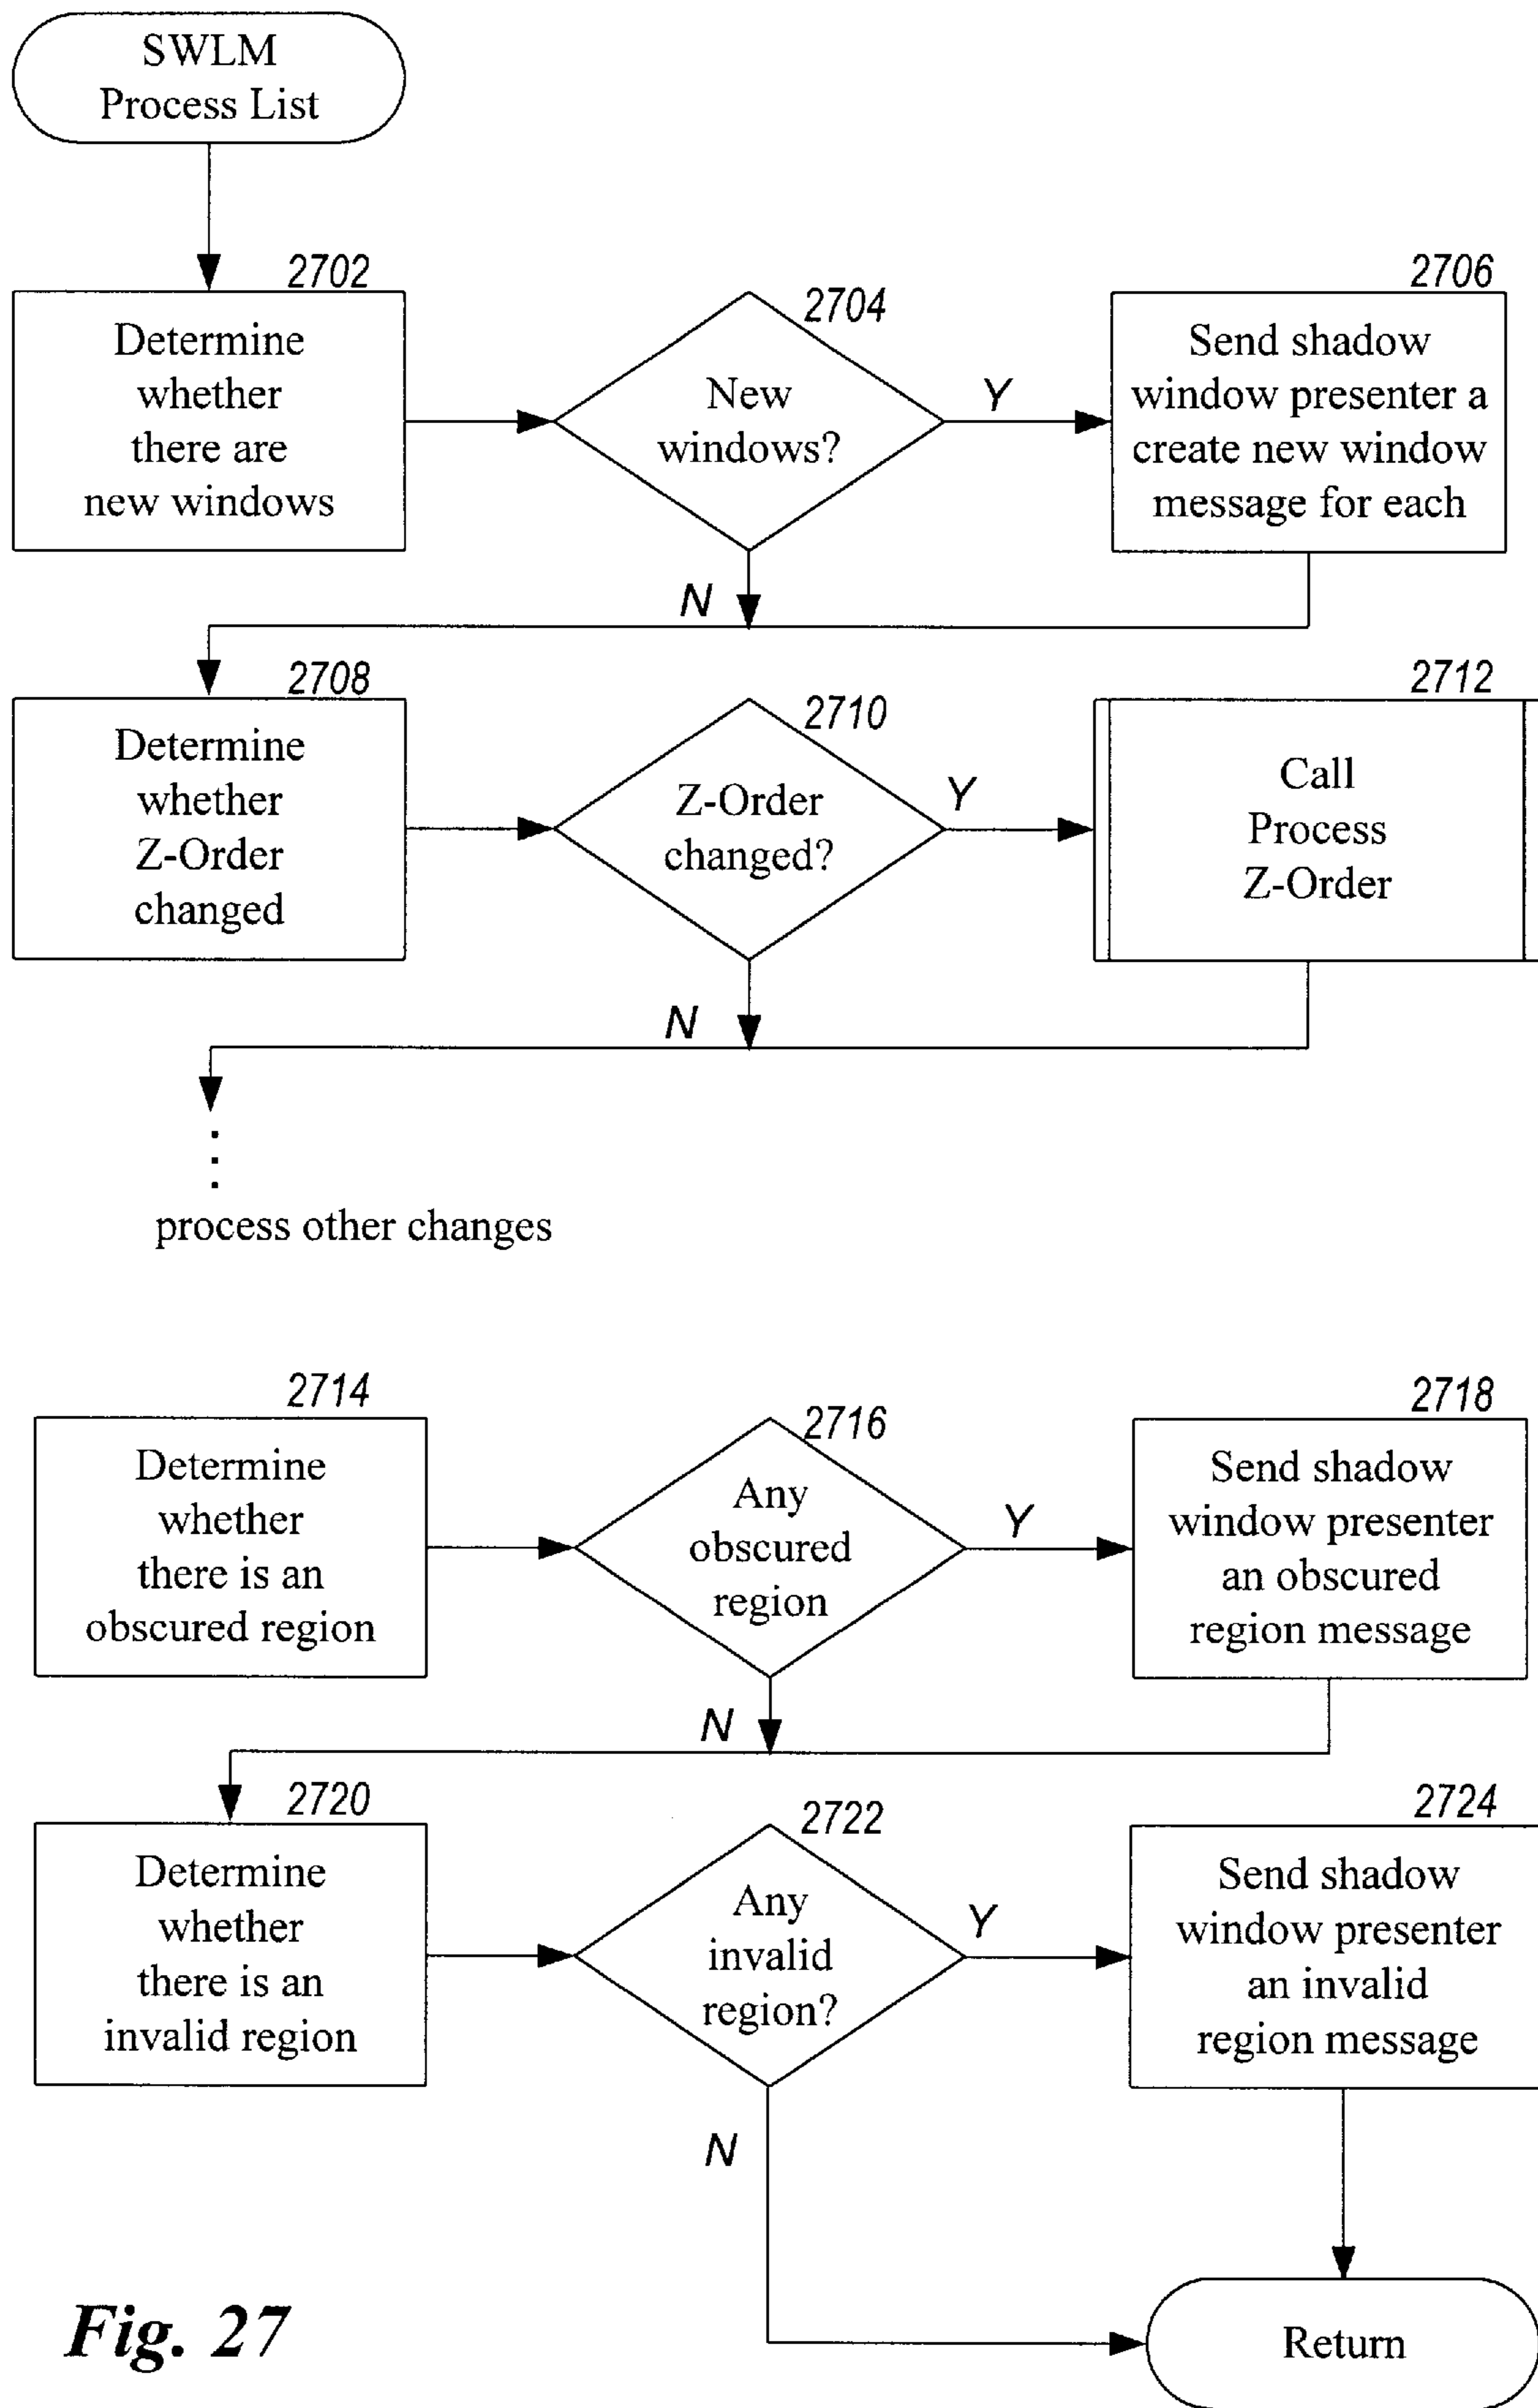 SWLM
Process List
2702
Determine
whether
there are
new windows
2704
New
windows?
Y
N
2706
Send shadow
window presenter a
create new window
message for each
2708
Determine
whether
Z-Order
changed
2710
Z-Order
changed?
Y
N
2712
Call
Process
Z-Order
process other changes
2714
Determine
whether
there is an
obscured region
2716
Any
obscured
region
Y
N
2718
Send shadow
window presenter
an obscured
region message
2720
Determine
whether
there is an
invalid region
2722
Any
invalid
region?
Y
N
2724
Send shadow
window presenter
an invalid
region message
Return
Fig. 27